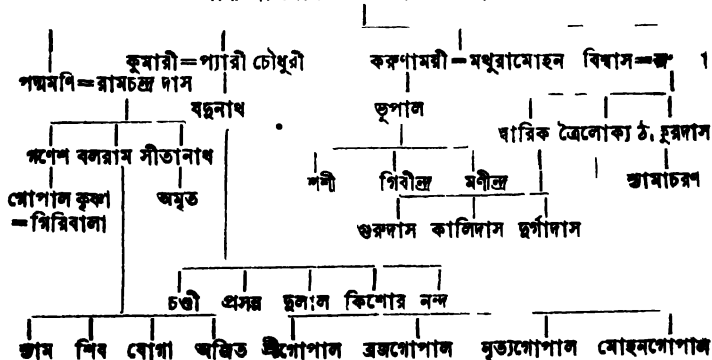 কুমারী=প্যারী চৌধুরী করুণাময়ী=মথুরামোহন বিশ্বাস=
পদ্মমণি=রামচন্দ্র দাস
যদুনাথ ভূপাল
দ্বারিক ত্রৈলোক্য ঠাকুরদাস
গণেশ বলরাম সীতানাথ
শশী গিরীন্দ্র মণীন্দ্র শ্যামাচরণ
গোপাল কৃষ্ণা অমৃত
=গিরিবালা
গুরুদাস কালিদাস দুর্গাদাস
চণ্ডী প্রসন্ন দুলাল কিশোর নন্দ
শ্যাম শিব যোগা অজিত শ্রীগোপাল ব্রজগোপাল নৃত্যগোপাল মোহনগোপাল